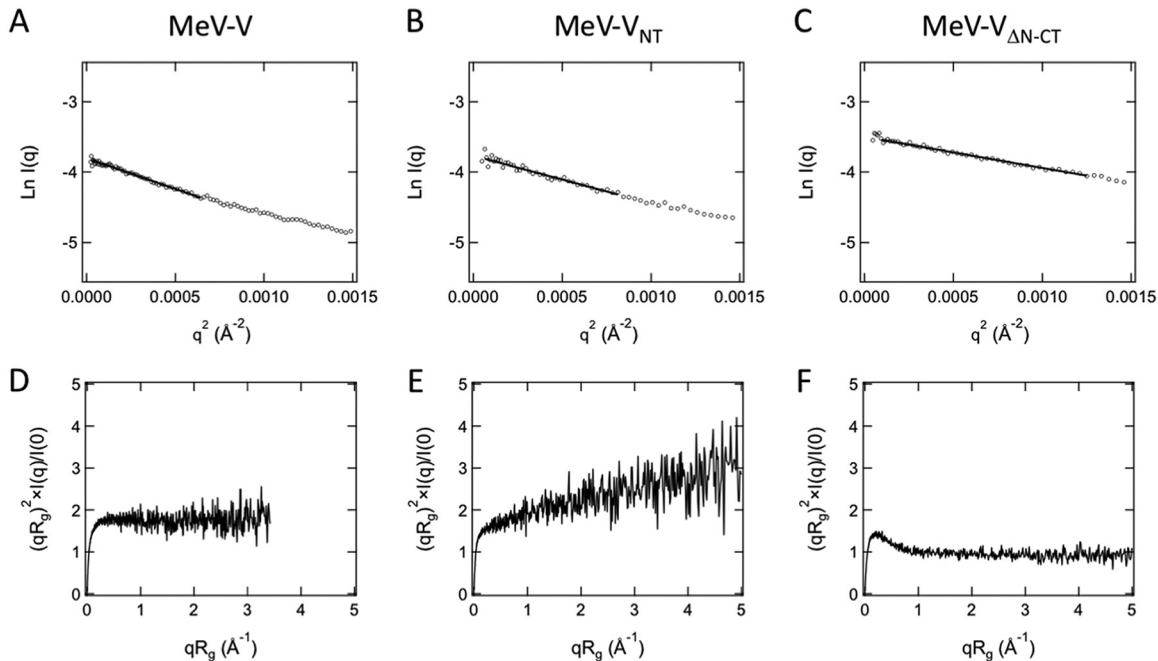 A MeV-V
B MeV-V_NT
C MeV-V_ΔN-CT
Ln I(q)
-3
-4
-5
0.0000 0.0005 0.0010 0.0015
q² (Å⁻²)
Ln I(q)
-3
-4
-5
0.0000 0.0005 0.0010 0.0015
q² (Å⁻²)
Ln I(q)
-3
-4
-5
0.0000 0.0005 0.0010 0.0015
q² (Å⁻²)
D
(qR_g)²×I(q)/I(0)
5
4
3
2
1
0
0 1 2 3 4 5
qR_g (Å⁻¹)
E
(qR_g)²×I(q)/I(0)
5
4
3
2
1
0
0 1 2 3 4 5
qR_g (Å⁻¹)
F
(qR_g)²×I(q)/I(0)
5
4
3
2
1
0
0 1 2 3 4 5
qR_g (Å⁻¹)